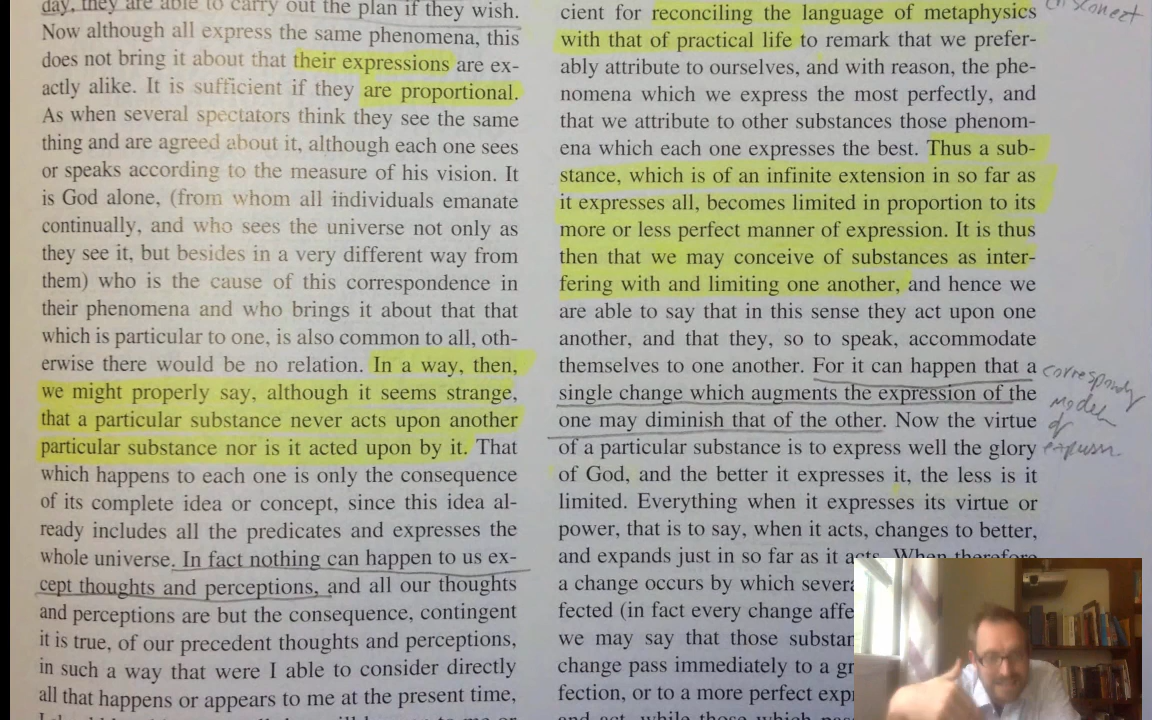 day, they are able to carry out the plan if they wish.
Now although all express the same phenomena, this
does not bring it about that their expressions are ex-
actly alike. It is sufficient if they are proportional.
As when several spectators think they see the same
thing and are agreed about it, although each one sees
or speaks according to the measure of his vision. It
is God alone, (from whom all individuals emanate
continually, and who sees the universe not only as
they see it, but besides in a very different way from
them) who is the cause of this correspondence in
their phenomena and who brings it about that that
which is particular to one, is also common to all, oth-
erwise there would be no relation. In a way, then,
we might properly say, although it seems strange,
that a particular substance never acts upon another
particular substance nor is it acted upon by it. That
which happens to each one is only the consequence
of its complete idea or concept, since this idea al-
ready includes all the predicates and expresses the
whole universe. In fact nothing can happen to us ex-
cept thoughts and perceptions, and all our thoughts
and perceptions are but the consequence, contingent
it is true, of our precedent thoughts and perceptions,
in such a way that were I able to consider directly
all that happens or appears to me at the present time,
cient for reconciling the language of metaphysics
with that of practical life to remark that we prefer-
ably attribute to ourselves, and with reason, the phe-
nomena which we express the most perfectly, and
that we attribute to other substances those phenom-
ena which each one expresses the best. Thus a sub-
stance, which is of an infinite extension in so far as
it expresses all, becomes limited in proportion to its
more or less perfect manner of expression. It is thus
then that we may conceive of substances as inter-
fering with and limiting one another, and hence we
are able to say that in this sense they act upon one
another, and that they, so to speak, accommodate
themselves to one another. For it can happen that a
single change which augments the expression of the
one may diminish that of the other. Now the virtue
of a particular substance is to express well the glory
of God, and the better it expresses it, the less is it
limited. Everything when it expresses its virtue or
power, that is to say, when it acts, changes to better,
and expands just in so far as it acts. When therefore
a change occurs by which severa
fected (in fact every change affe
we may say that those substan
change pass immediately to a gr
fection, or to a more perfect expr
model
of